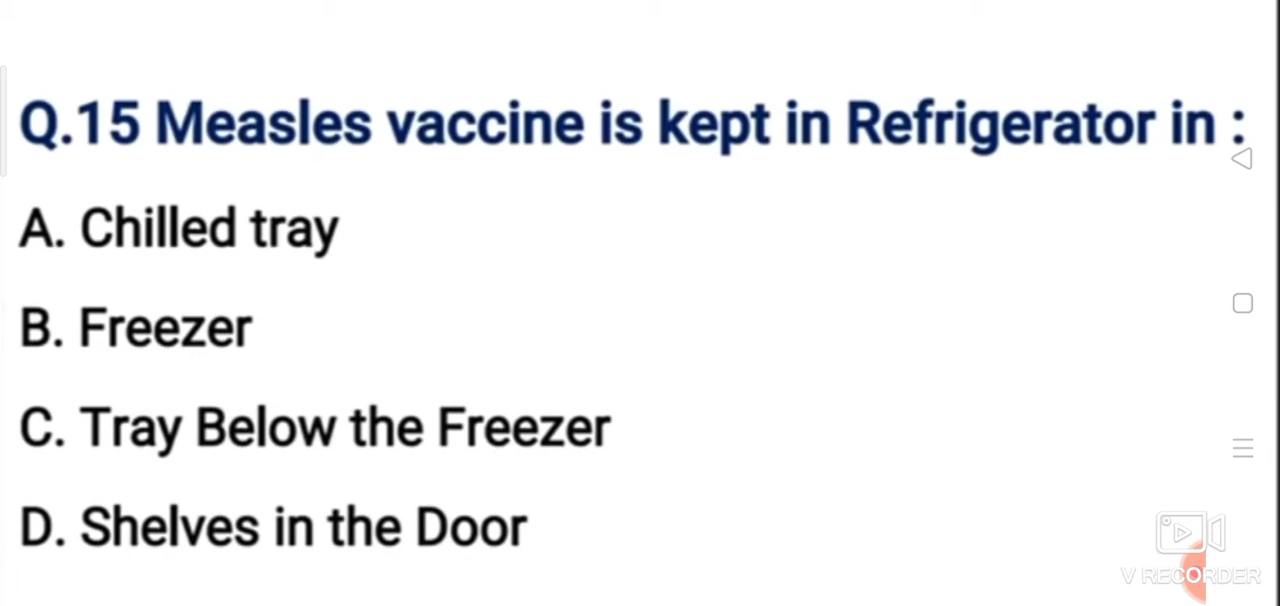 Q.15 Measles vaccine is kept in Refrigerator in :
A. Chilled tray
B. Freezer
C. Tray Below the Freezer
D. Shelves in the Door
V RECORDER